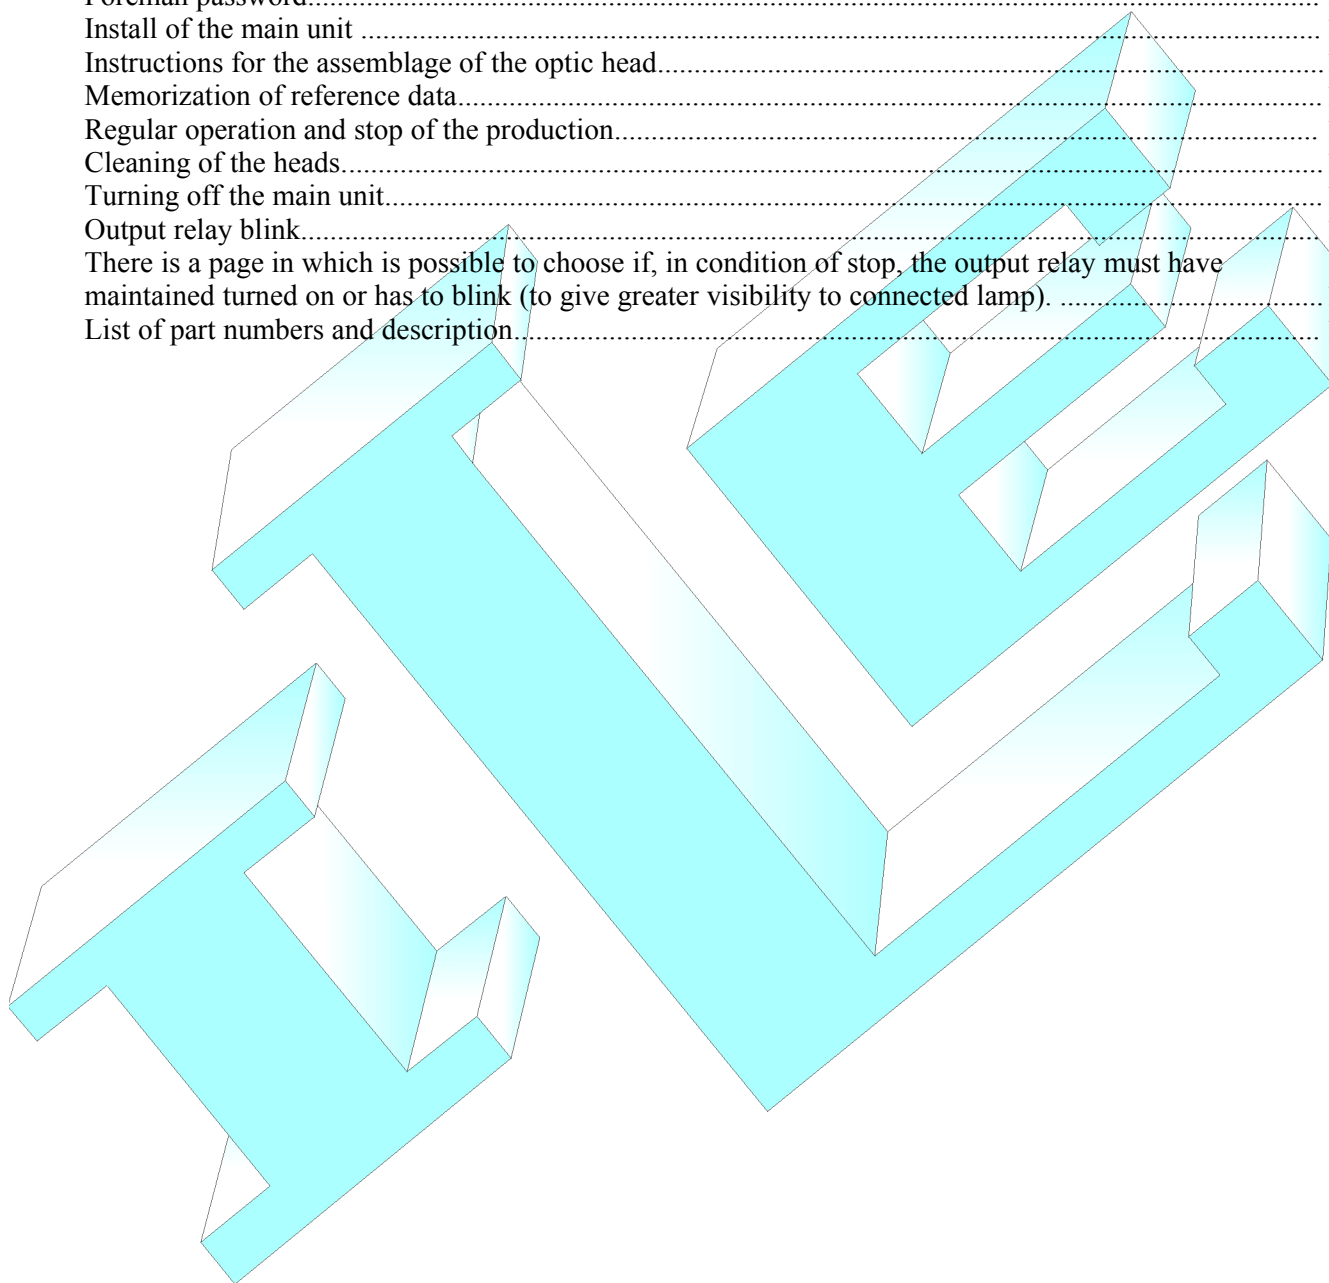 Foreman password
Install of the main unit
Instructions for the assemblage of the optic head
Memorization of reference data
Regular operation and stop of the production
Cleaning of the heads
Turning off the main unit
Output relay blink
There is a page in which is possible to choose if, in condition of stop, the output relay must have
maintained turned on or has to blink (to give greater visibility to connected lamp).
List of part numbers and description
ILE